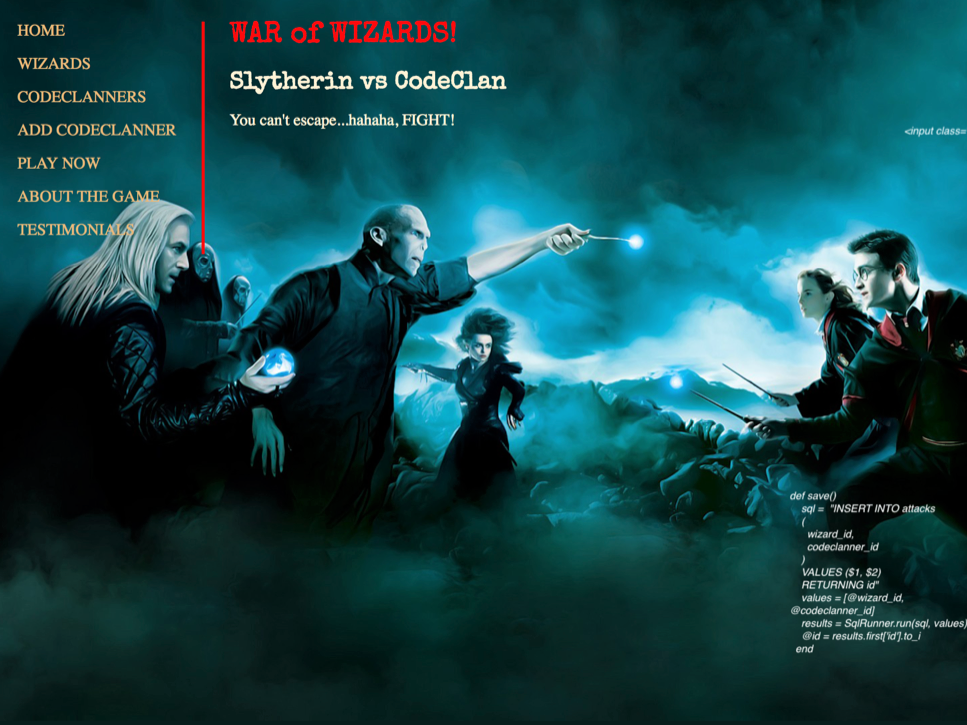 HOME
WIZARDS
CODECLANNERS
ADD CODECLANNER
PLAY NOW
ABOUT THE GAME
TESTIMONIALS
WAR of WIZARDS!
Slytherin vs CodeClan
You can't escape...hahaha, FIGHT!
<input class=
def save()
sql = "INSERT INTO attacks
(
wizard_id,
codeclanner_id
)
VALUES ($1, $2)
RETURNING id"
values = [@wizard_id,
@codeclanner_id]
results = SqlRunner.run(sql, values)
@id = results.first['id'].to_i
end